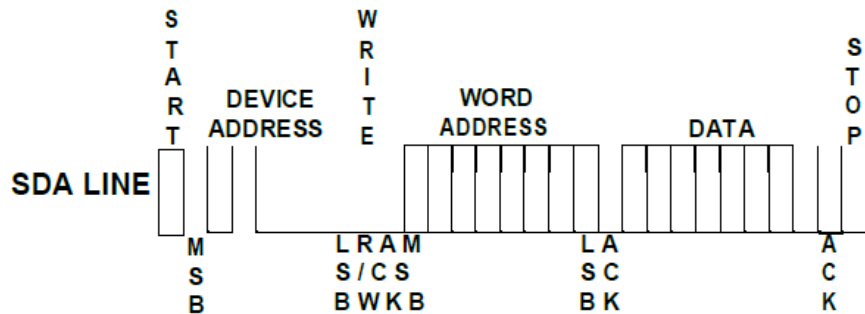 START
WRITE
STOP
DEVICE
ADDRESS
WORD
ADDRESS
DATA
SDA LINE
MSB
LSB
R/W
ACK
MSB
LSB
ACK
ACK